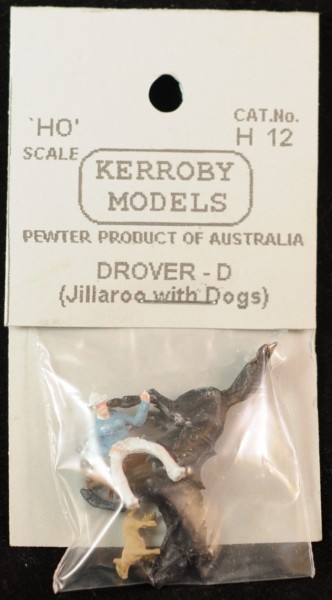 'HO'
SCALE
CAT.No.
H 12
KERROBY
MODELS
PEWTER PRODUCT OF AUSTRALIA
DROVER - D
(Jillaroo with Dogs)